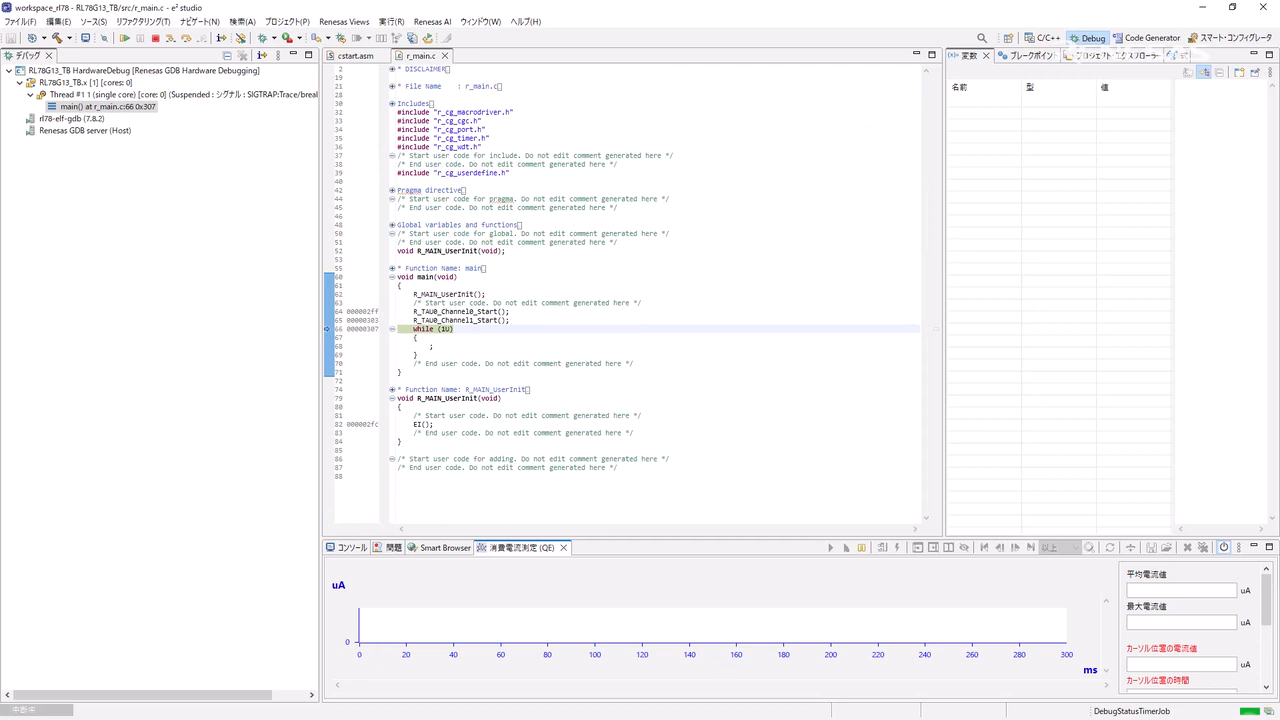 workspace_rl78 - RL78G13_TB/src/r_main.c - e² studio
ファイル(F) 編集(E) ソース(S) リファクタリング(T) ナビゲート(N) 検索(A) プロジェクト(P) Renesas Views 実行(R) Renesas AI ウィンドウ(W) ヘルプ(H)
C/C++ Debug Code Generator スマート・コンフィグレータ
デバッグ
RL78G13_TB HardwareDebug [Renesas GDB Hardware Debugging]
RL78G13_TB.x [1] [cores: 0]
Thread #1 1 (single core) [core: 0] (Suspended : シグナル : SIGTRAP:Trace/breal
main() at r_main.c:66 0x307
rl78-elf-gdb (7.8.2)
Renesas GDB server (Host)
cstart.asm r_main.c
2 * DISCLAIMER
19
21 * File Name : r_main.c
29
30 Includes
32 #include "r_cg_macrodriver.h"
33 #include "r_cg_cgc.h"
34 #include "r_cg_port.h"
35 #include "r_cg_timer.h"
36 #include "r_cg_wdt.h"
37 /* Start user code for include. Do not edit comment generated here */
38 /* End user code. Do not edit comment generated here */
39 #include "r_cg_userdefine.h"
40
42 Pragma directive
44 /* Start user code for pragma. Do not edit comment generated here */
45 /* End user code. Do not edit comment generated here */
46
48 Global variables and functions
50 /* Start user code for global. Do not edit comment generated here */
51 /* End user code. Do not edit comment generated here */
52 void R_MAIN_UserInit(void);
53
55 * Function Name: main
60 void main(void)
61 {
62 R_MAIN_UserInit();
63 /* Start user code. Do not edit comment generated here */
64 000002ff R_TAU0_Channel0_Start();
65 00000303 R_TAU0_Channel1_Start();
66 00000307 while (1U)
67 {
68 ;
69 }
70 /* End user code. Do not edit comment generated here */
71 }
72
74 * Function Name: R_MAIN_UserInit
79 void R_MAIN_UserInit(void)
80 {
81 /* Start user code. Do not edit comment generated here */
82 000002fc EI();
83 /* End user code. Do not edit comment generated here */
84 }
85
86 /* Start user code for adding. Do not edit comment generated here */
87 /* End user code. Do not edit comment generated here */
88
変数 ブレークポ
名前 型 値
コンソール 問題 Smart Browser 消費電流測定 (QE)
以上
uA
0
0 20 40 60 80 100 120 140 160 180 200 220 240 260 280 300
ms
平均電流値
uA
最大電流値
uA
カーソル位置の電流値
uA
カーソル位置の時間
DebugStatusTimerJob